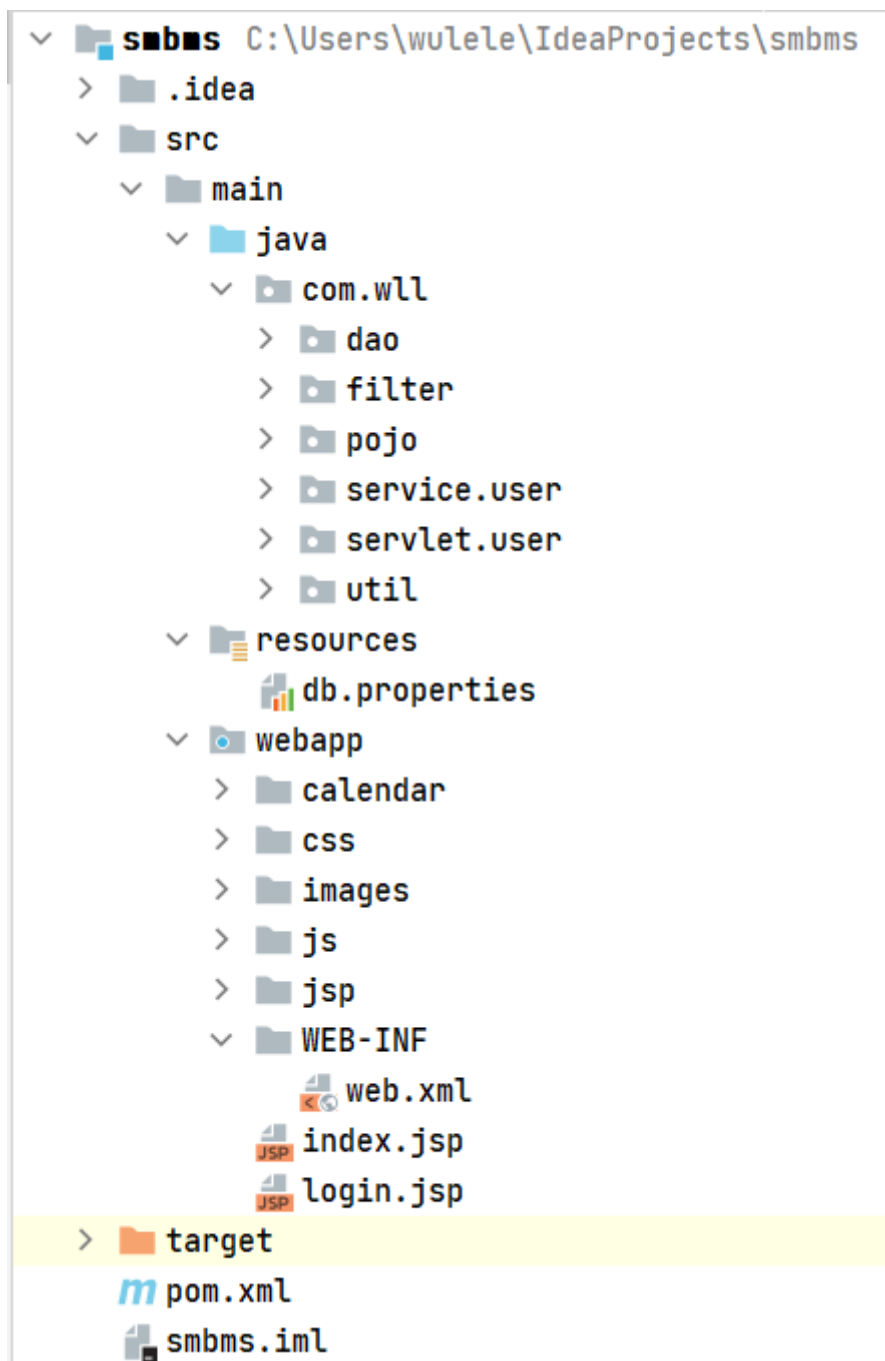 smbms C:\Users\wulele\IdeaProjects\smbms
.idea
src
main
java
com.wll
dao
filter
pojo
service.user
servlet.user
util
resources
db.properties
webapp
calendar
css
images
js
jsp
WEB-INF
web.xml
JSP index.jsp
JSP login.jsp
target
m pom.xml
smbms.iml